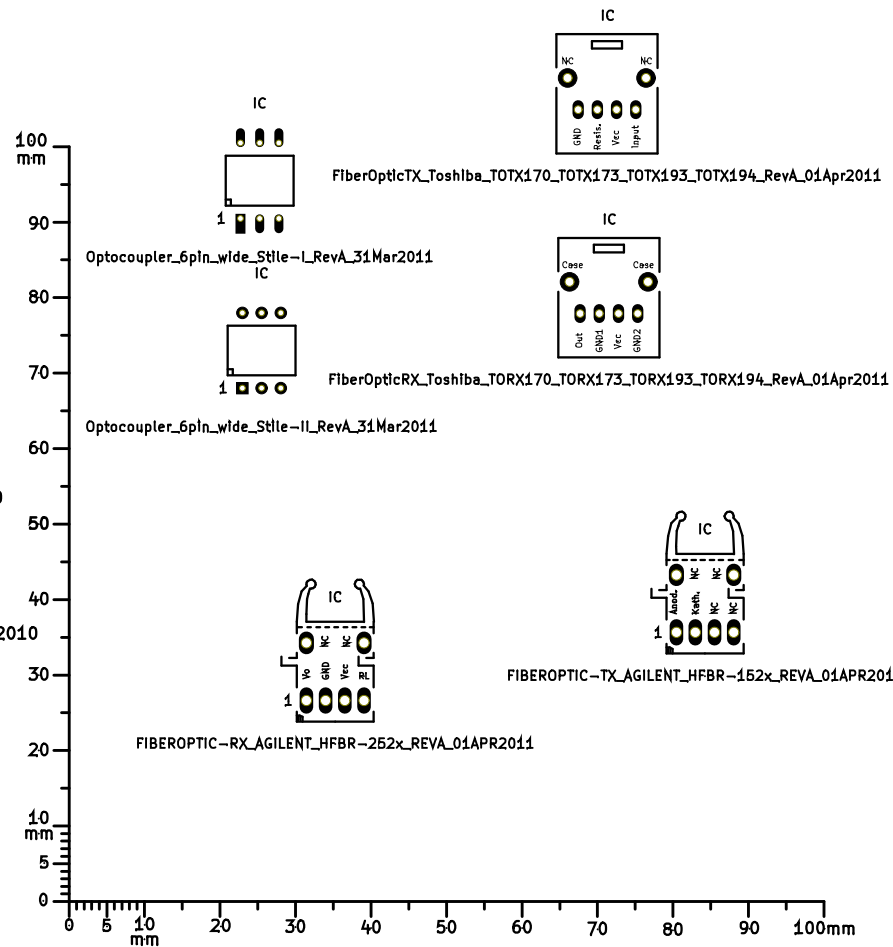 IC
NC NC
GND Resis. Vcc Input
FiberOpticTX_Toshiba_TOTX170_TOTX173_TOTX193_TOTX194_RevA_01Apr2011
IC
1
Optocoupler_6pin_wide_Stile-I_RevA_31Mar2011
IC
Case Case
Out GND1 Vcc GND2
FiberOpticRX_Toshiba_TORX170_TORX173_TORX193_TORX194_RevA_01Apr2011
IC
1
Optocoupler_6pin_wide_Stile-II_RevA_31Mar2011
IC
NC NC
Anod. Kath. NC NC
1
FIBEROPTIC-TX_AGILENT_HFBR-152x_REVA_01APR201
IC
NC NC
Vo GND Vcc RL
1
FIBEROPTIC-RX_AGILENT_HFBR-252x_REVA_01APR2011
2010
100
mm
90
80
70
60
50
40
30
20
10
mm
5
0
0 5 10 20 30 40 50 60 70 80 90 100mm
mm